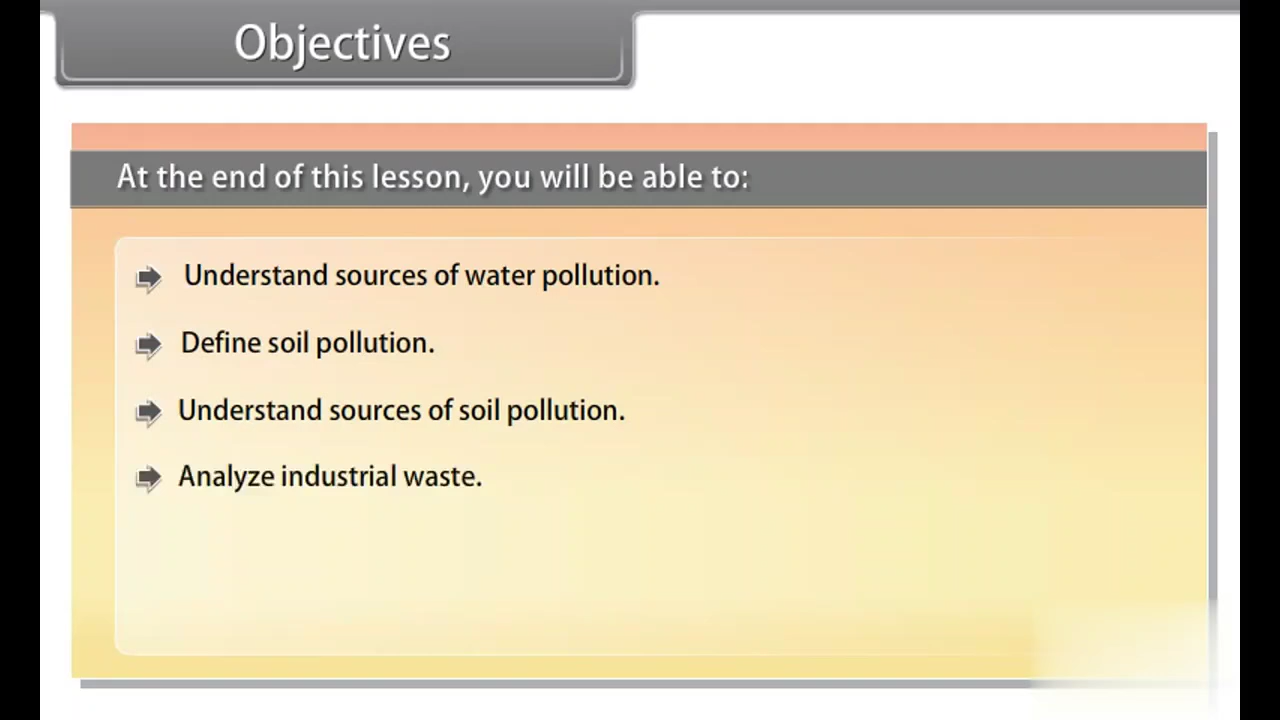 Objectives
At the end of this lesson, you will be able to:
Understand sources of water pollution.
Define soil pollution.
Understand sources of soil pollution.
Analyze industrial waste.